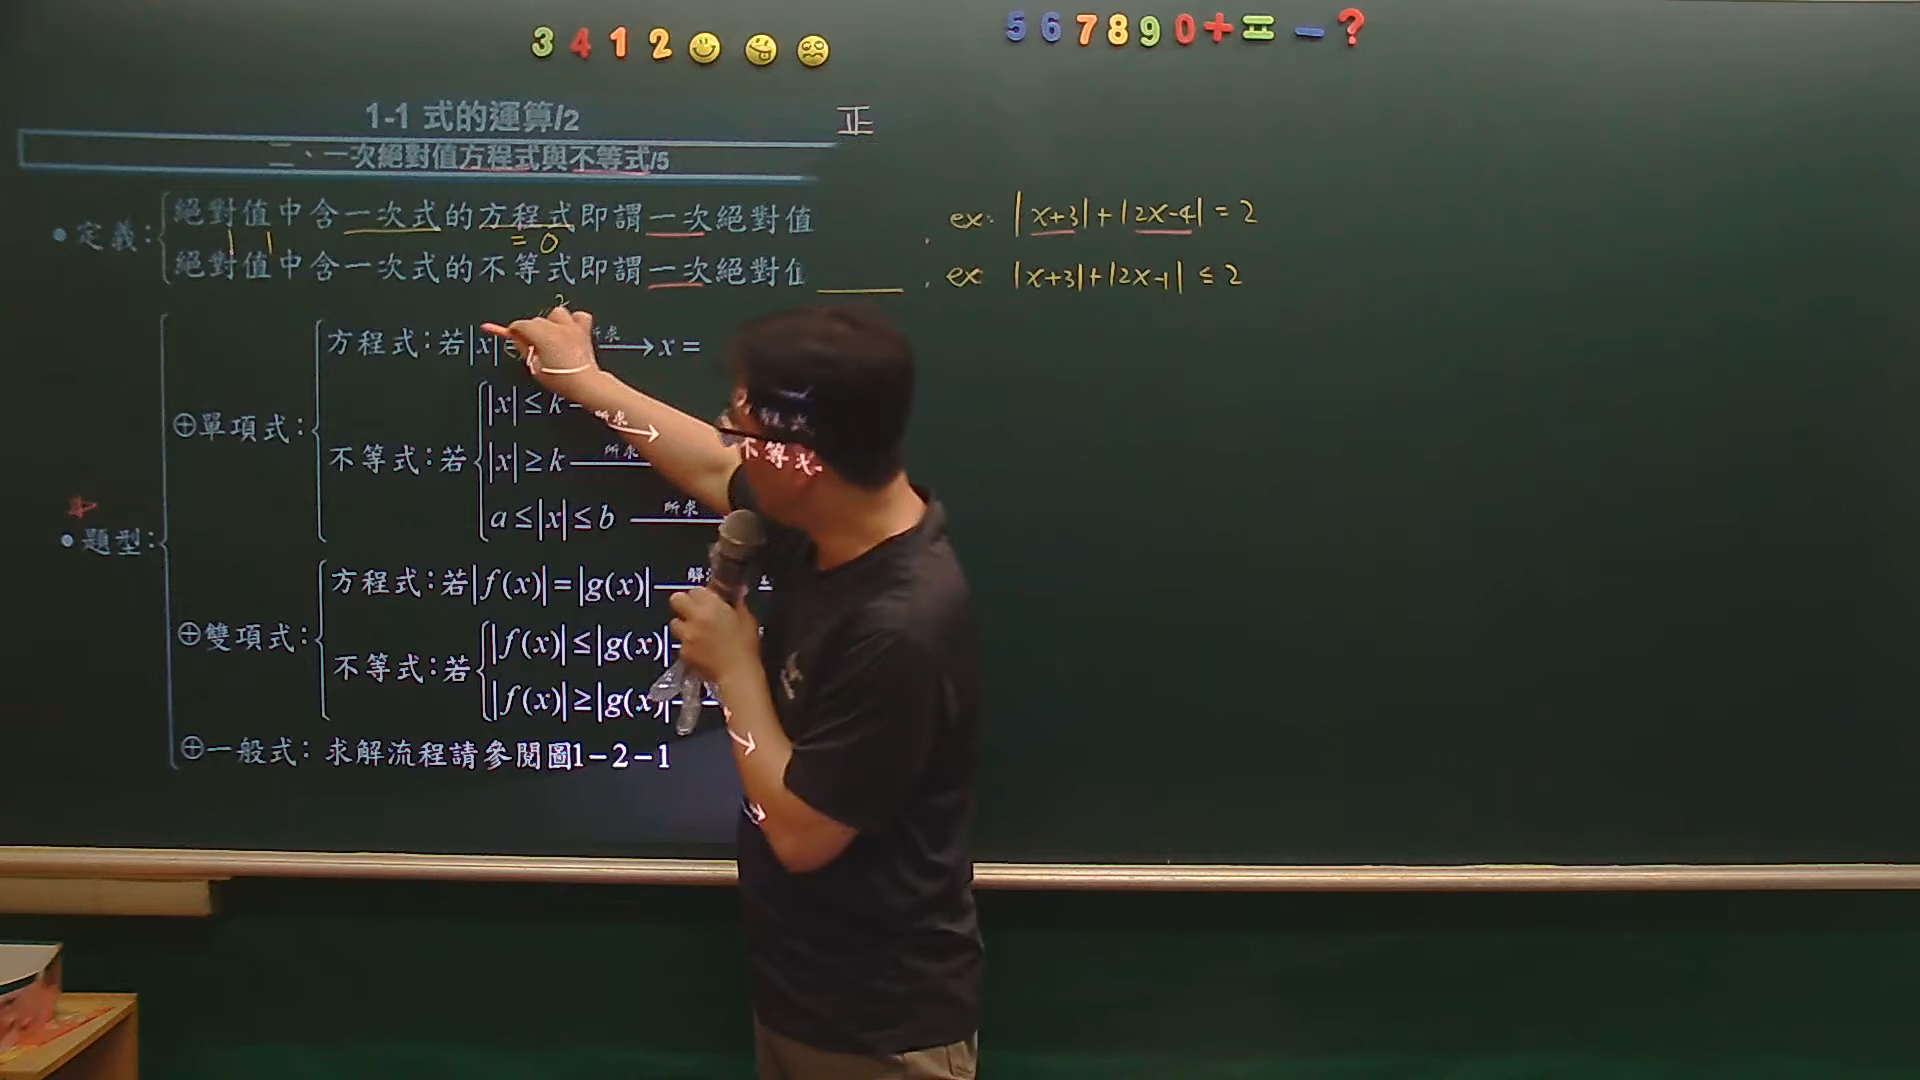 3 4 1 2
5 6 7 8 9 0 + = - ?
1-1 式的運算/2
正
二、一次絕對值方程式與不等式/5
• 定義:
絕對值中含一次式的方程式即謂一次絕對值
= 0
ex: |x+3|+|2x-4| = 2
絕對值中含一次式的不等式即謂一次絕對值
ex: |x+3|+|2x-1| ≤ 2
• 題型:
⊕單項式:
方程式:若|x| = 所求 x =
不等式:若
|x| ≤ k 所求
|x| ≥ k 所求
a ≤ |x| ≤ b 所求
不等式
⊕雙項式:
方程式:若|f(x)| = |g(x)| 解
不等式:若
|f(x)| ≤ |g(x)|
|f(x)| ≥ |g(x)|
⊕一般式: 求解流程請參閱圖1-2-1